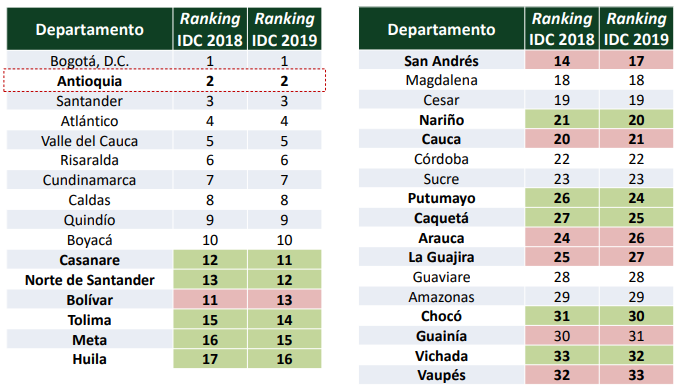 Departamento Ranking IDC 2018 Ranking IDC 2019
Bogotá, D.C. 1 1
Antioquia 2 2
Santander 3 3
Atlántico 4 4
Valle del Cauca 5 5
Risaralda 6 6
Cundinamarca 7 7
Caldas 8 8
Quindío 9 9
Boyacá 10 10
Casanare 12 11
Norte de Santander 13 12
Bolívar 11 13
Tolima 15 14
Meta 16 15
Huila 17 16
Departamento Ranking IDC 2018 Ranking IDC 2019
San Andrés 14 17
Magdalena 18 18
Cesar 19 19
Nariño 21 20
Cauca 20 21
Córdoba 22 22
Sucre 23 23
Putumayo 26 24
Caquetá 27 25
Arauca 24 26
La Guajira 25 27
Guaviare 28 28
Amazonas 29 29
Chocó 31 30
Guainía 30 31
Vichada 33 32
Vaupés 32 33